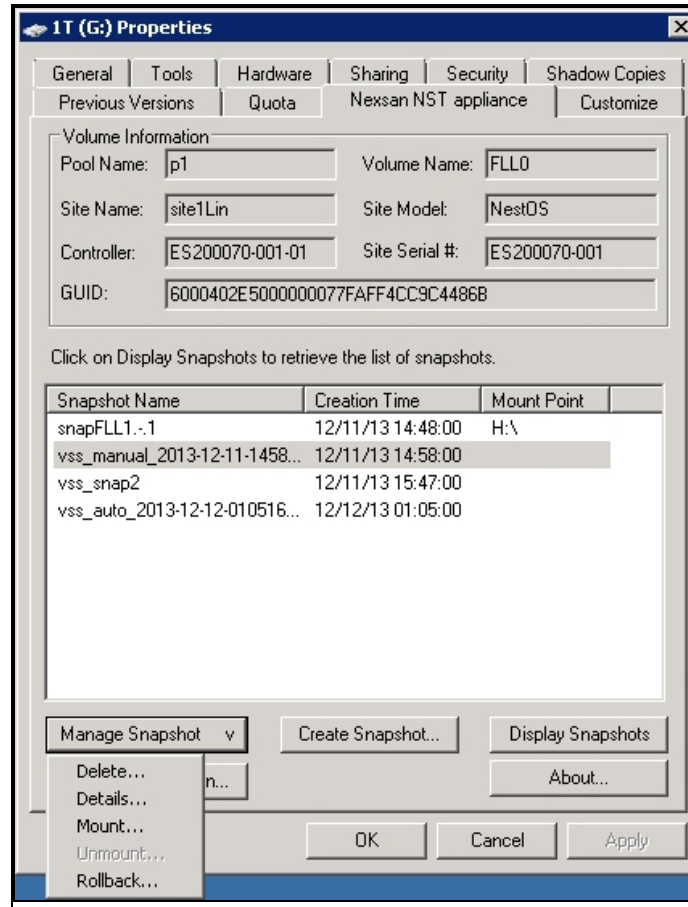 1T (G:) Properties
General Tools Hardware Sharing Security Shadow Copies
Previous Versions Quota Nexsan NST appliance Customize
Volume Information
Pool Name: p1 Volume Name: FLL0
Site Name: site1Lin Site Model: NestOS
Controller: ES200070-001-01 Site Serial #: ES200070-001
GUID: 6000402E5000000077FAFF4CC9C4486B
Click on Display Snapshots to retrieve the list of snapshots.
Snapshot Name Creation Time Mount Point
snapFLL1.-.1 12/11/13 14:48:00 H:\
vss_manual_2013-12-11-1458... 12/11/13 14:58:00
vss_snap2 12/11/13 15:47:00
vss_auto_2013-12-12-010516... 12/12/13 01:05:00
Manage Snapshot v Create Snapshot... Display Snapshots
Delete... n... About...
Details...
Mount... OK Cancel Apply
Unmount...
Rollback...